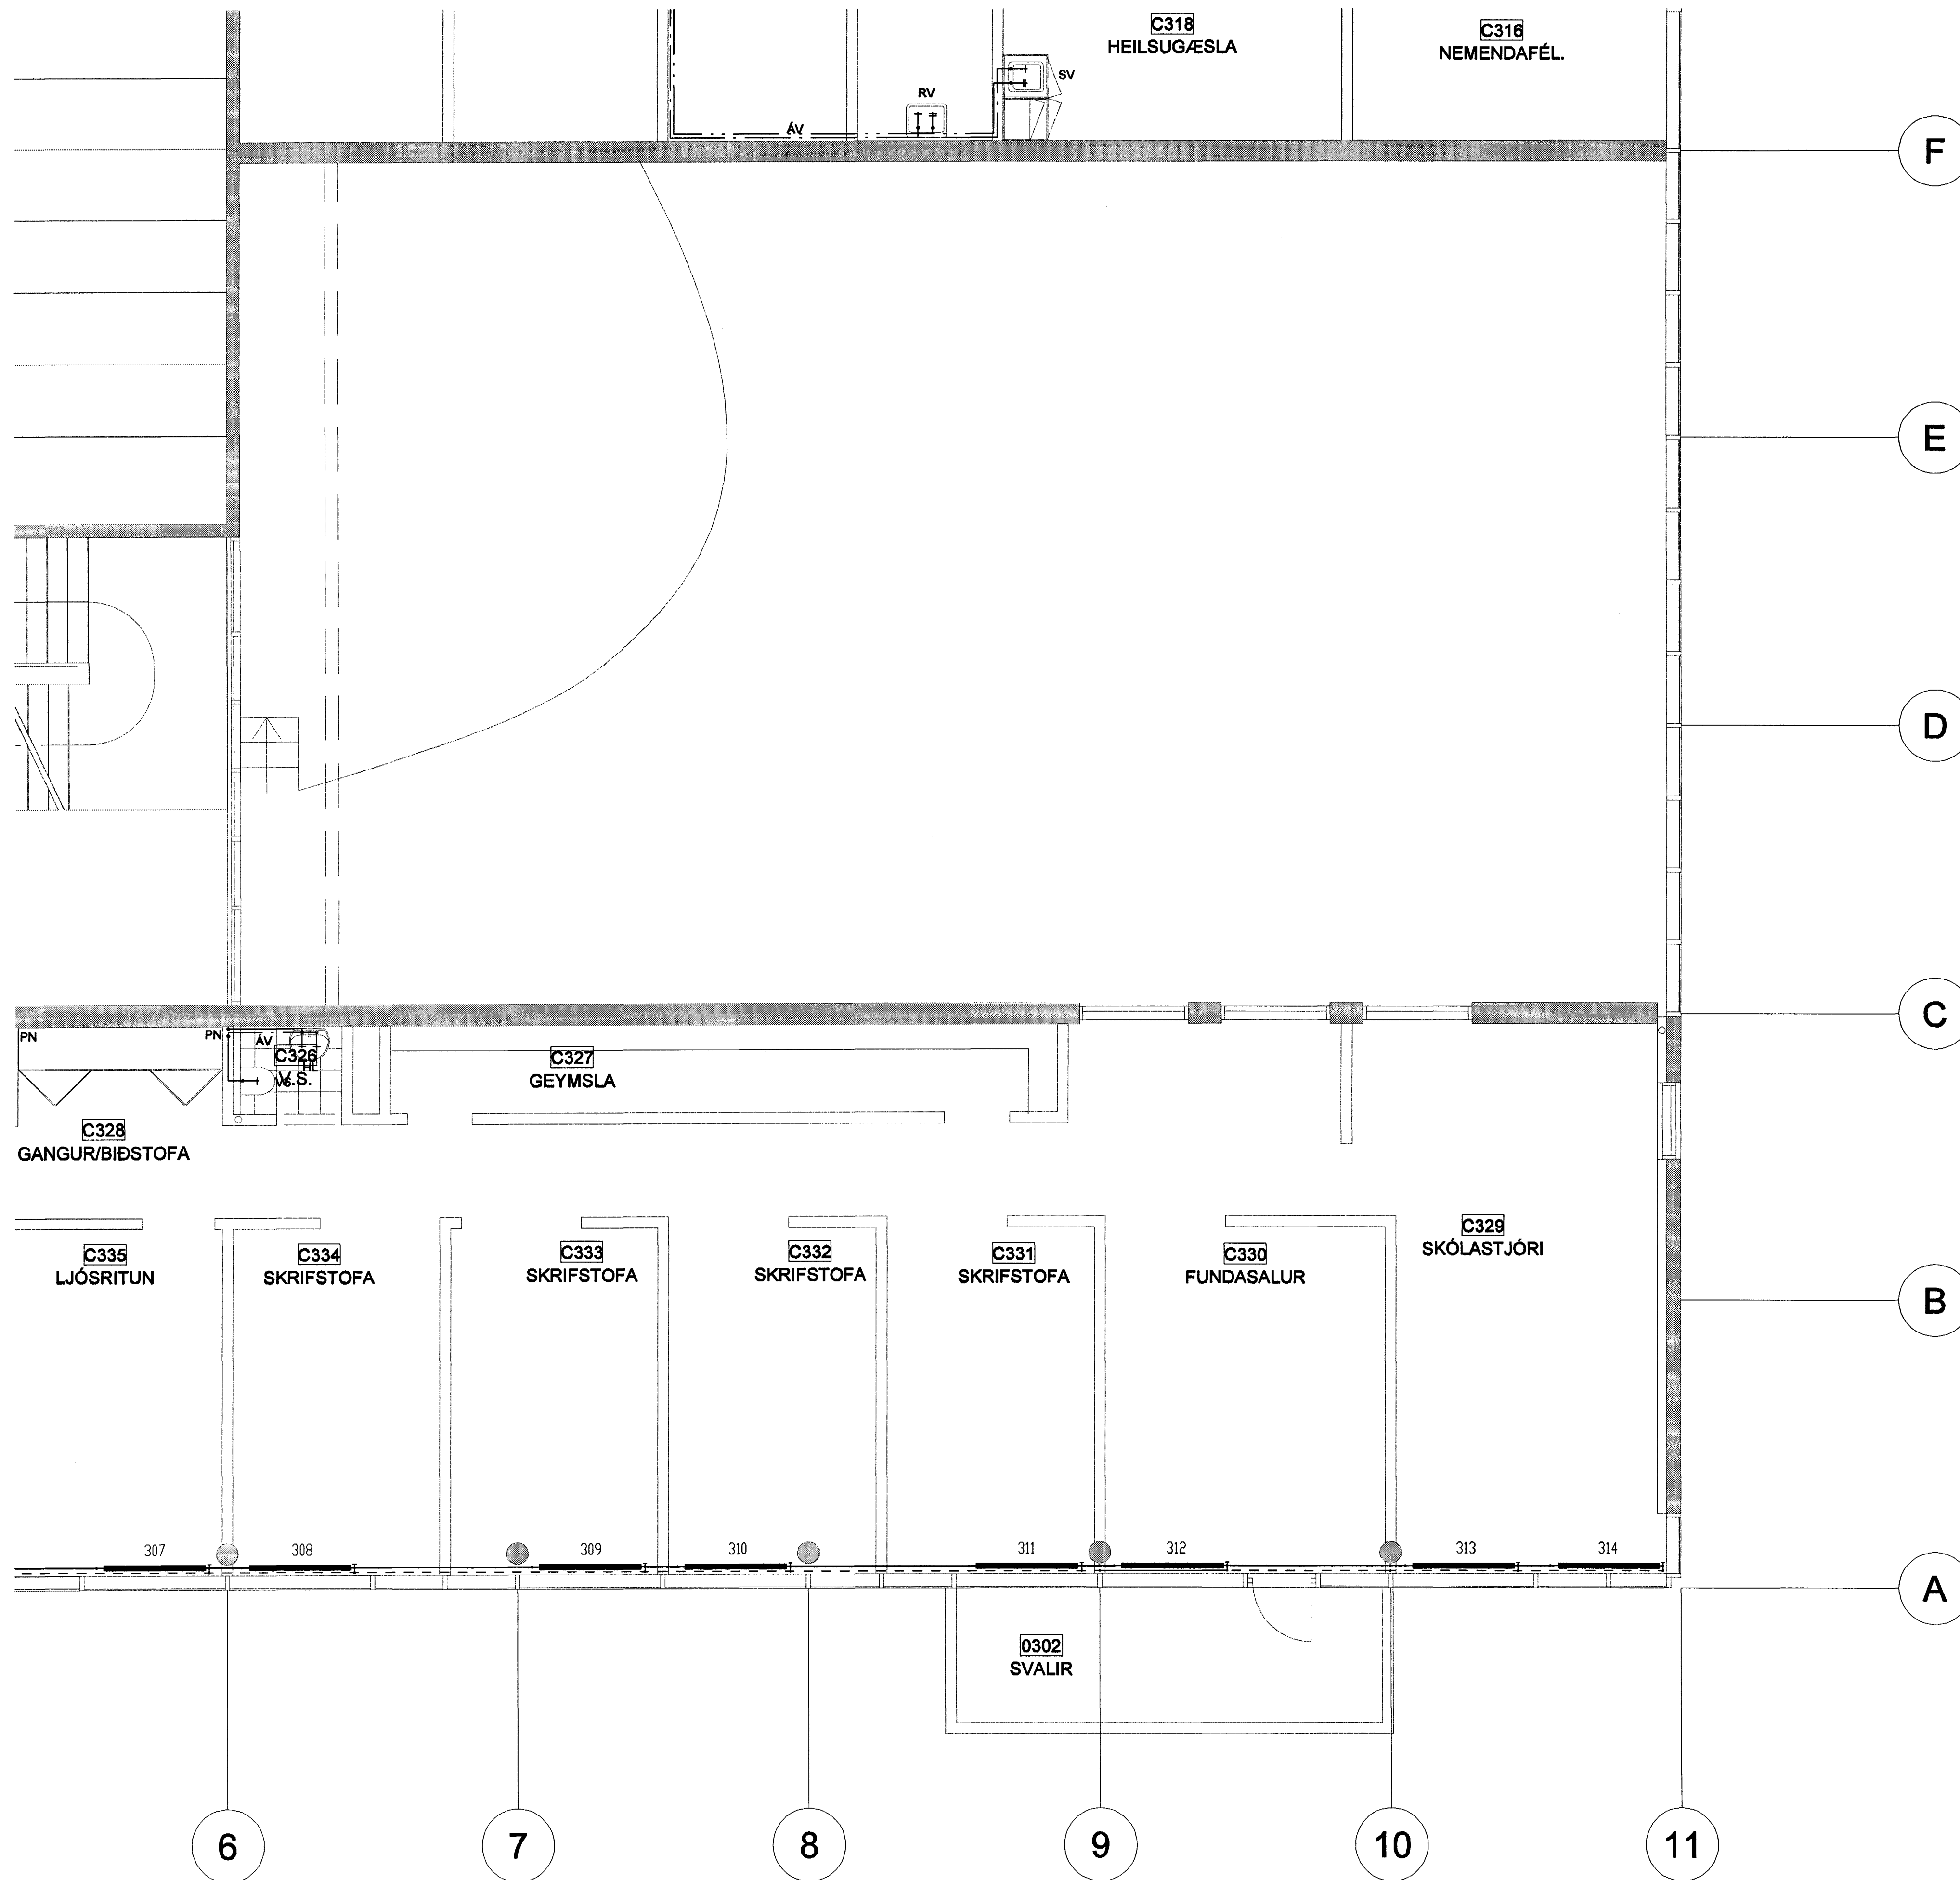 C318
HEILSUGÆSLA
C316
NEMENDAFÉL.
SV
RV
ÁV
F
E
D
C
PN
PN
ÁV
C326
HL
V.S.
VS
C327
GEYMSLA
C328
GANGUR/BIÐSTOFA
C335
LJÓSRITUN
C334
SKRIFSTOFA
C333
SKRIFSTOFA
C332
SKRIFSTOFA
C331
SKRIFSTOFA
C330
FUNDASALUR
C329
SKÓLASTJÓRI
B
307
308
309
310
311
312
313
314
A
0302
SVALIR
6
7
8
9
10
11